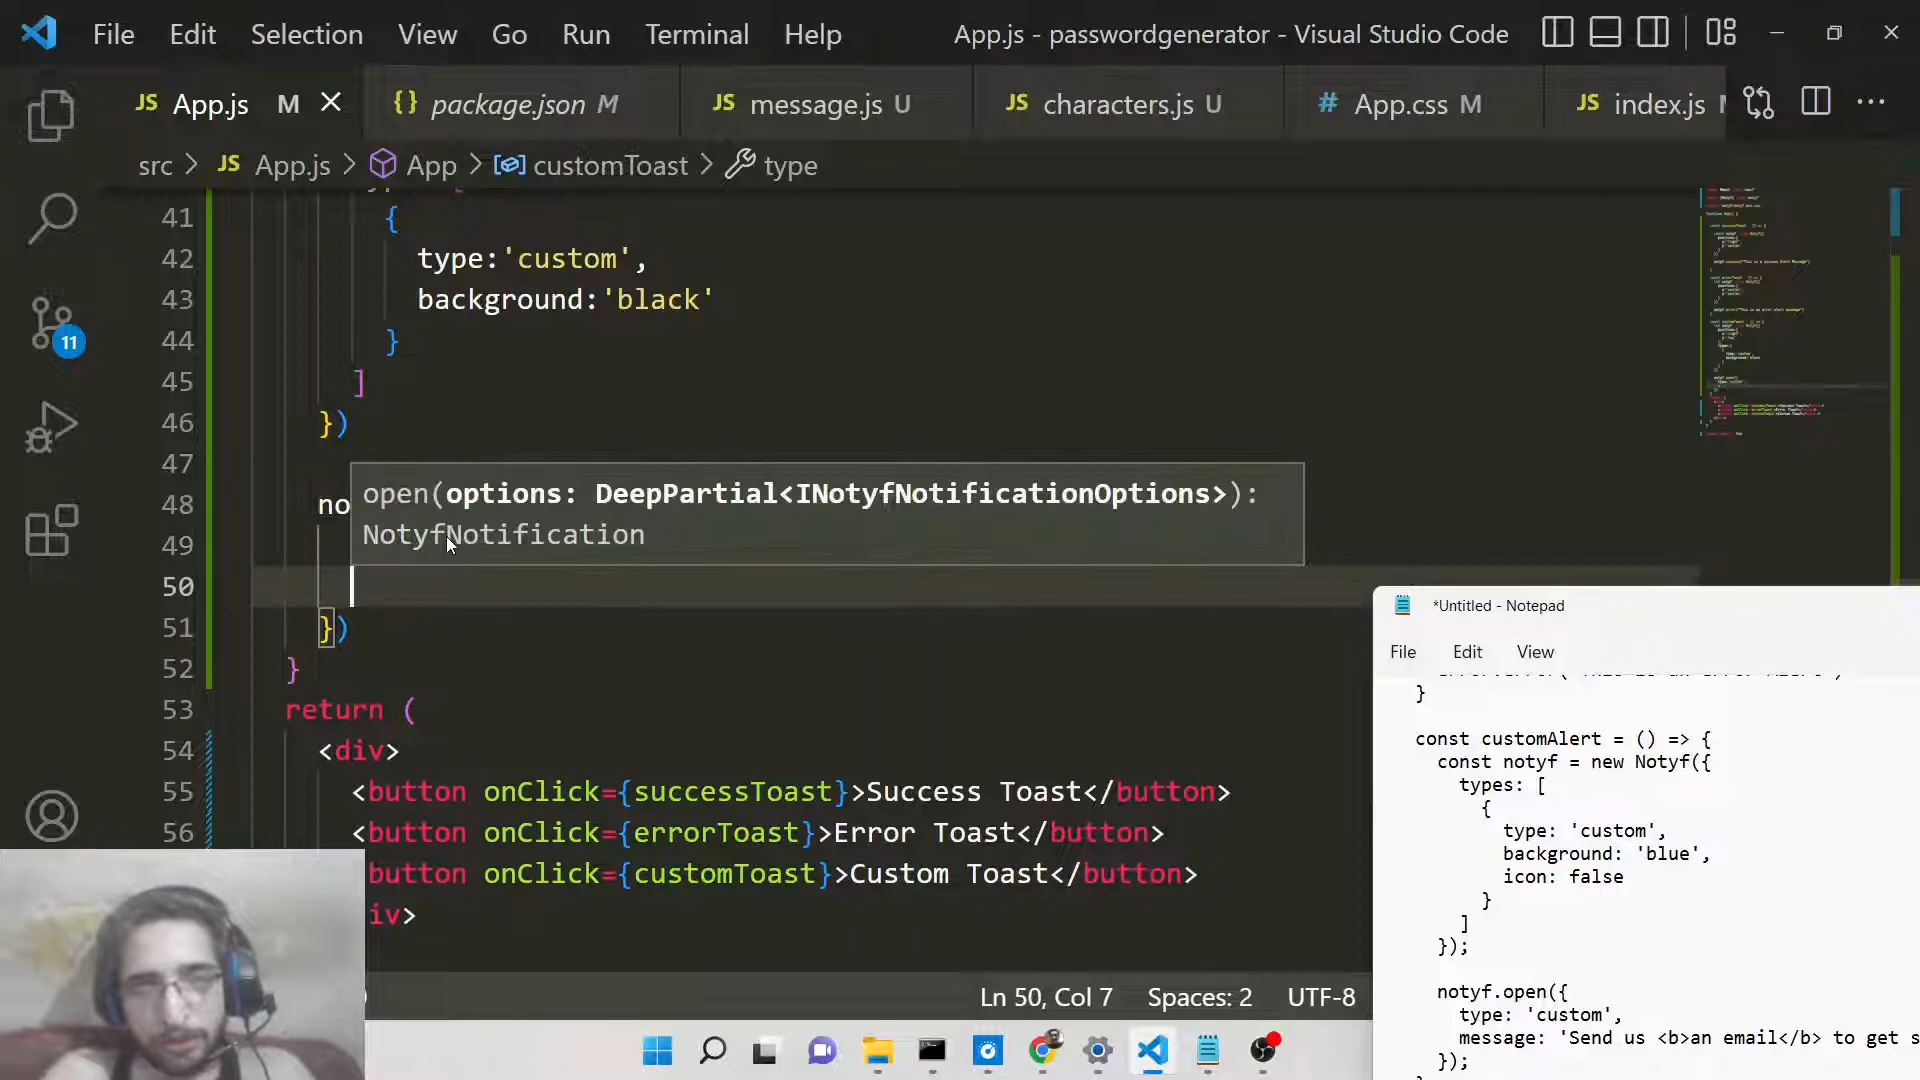 File Edit Selection View Go Run Terminal Help App.js - passwordgenerator - Visual Studio Code
JS App.js M {} package.json M JS message.js U JS characters.js U # App.css M JS index.js
src > JS App.js > App > customToast > type
41 {
42 type:'custom',
43 background:'black'
44 }
45 ]
46 })
47
48 no
open(options: DeepPartial<INotyfNotificationOptions>):
NotyfNotification
49
50
51 })
52 }
53 return (
54 <div>
55 <button onClick={successToast}>Success Toast</button>
56 <button onClick={errorToast}>Error Toast</button>
button onClick={customToast}>Custom Toast</button>
iv>
11
Ln 50, Col 7 Spaces: 2 UTF-8
*Untitled - Notepad
File Edit View
}
const customAlert = () => {
const notyf = new Notyf({
types: [
{
type: 'custom',
background: 'blue',
icon: false
}
]
});
notyf.open({
type: 'custom',
message: 'Send us <b>an email</b> to get s
});